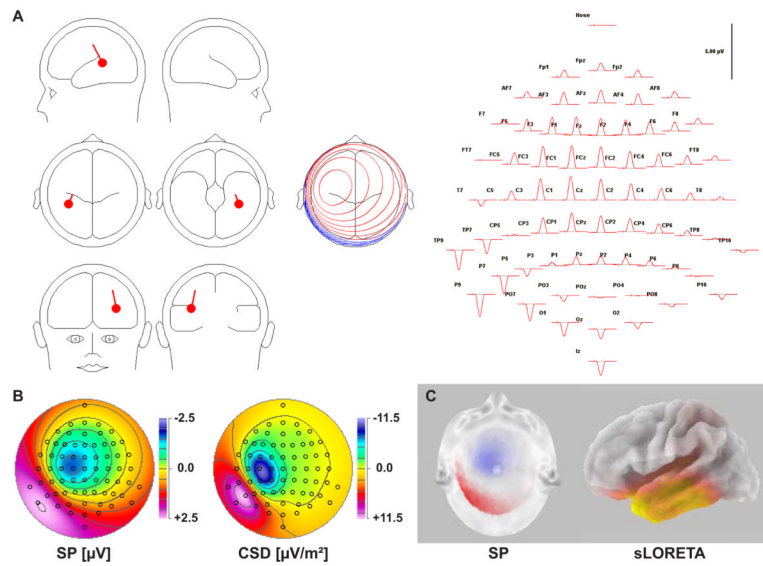 A
Nose
5.00 µV
Fp1 Fpz Fp2
AF7 AF3 AFz AF4 AF8
F7 F5 F3 F1 Fz F2 F4 F6 F8
FT7 FC5 FC3 FC1 FCz FC2 FC4 FC6 FT8
T7 C5 C3 C1 Cz C2 C4 C6 T8
TP9 TP7 CP5 CP3 CP1 CPz CP2 CP4 CP6 TP8 TP10
P9 P7 P5 P3 P1 Pz P2 P4 P6 P8 P10
PO7 PO3 POz PO4 PO8
O1 Oz O2
Iz
B
-2.5
0.0
+2.5
SP [µV]
-11.5
0.0
+11.5
CSD [µV/m²]
C
SP
sLORETA